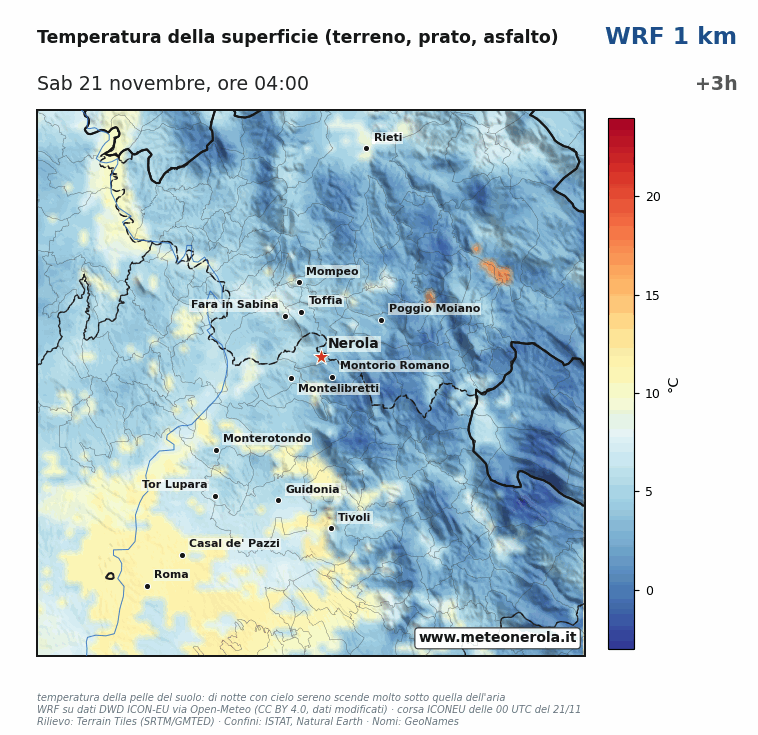 Temperatura della superficie (terreno, prato, asfalto)
WRF 1 km
Sab 21 novembre, ore 04:00
+3h
Rieti
Mompeo
Fara in Sabina
Toffia
Poggio Moiano
Nerola
Montorio Romano
Montelibretti
Monterotondo
Tor Lupara
Guidonia
Tivoli
Casal de' Pazzi
Roma
www.meteonerola.it
20
15
10
5
0
°C
temperatura della pelle del suolo: di notte con cielo sereno scende molto sotto quella dell'aria
WRF su dati DWD ICON-EU via Open-Meteo (CC BY 4.0, dati modificati) · corsa ICONEU delle 00 UTC del 21/11
Rilievo: Terrain Tiles (SRTM/GMTED) · Confini: ISTAT, Natural Earth · Nomi: GeoNames